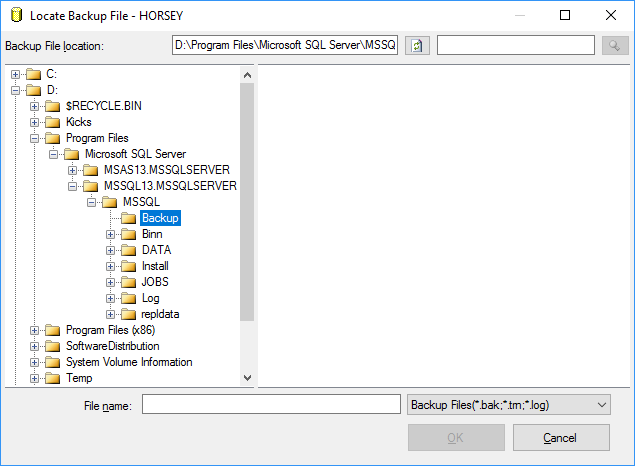 Locate Backup File - HORSEY
Backup File location:
D:\Program Files\Microsoft SQL Server\MSSQ
C:
D:
$RECYCLE.BIN
Kicks
Program Files
Microsoft SQL Server
MSAS13.MSSQLSERVER
MSSQL13.MSSQLSERVER
MSSQL
Backup
Binn
DATA
Install
JOBS
Log
repldata
Program Files (x86)
SoftwareDistribution
System Volume Information
Temp
File name:
Backup Files(*.bak;*.trn;*.log)
OK
Cancel